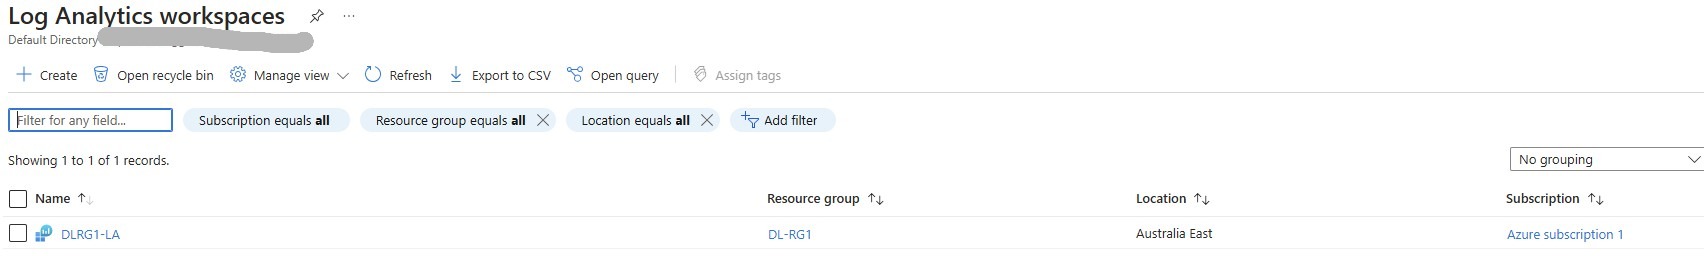 Log Analytics workspaces
Default Directory
Create Open recycle bin Manage view Refresh Export to CSV Open query Assign tags
Filter for any field... Subscription equals all Resource group equals all Location equals all Add filter
Showing 1 to 1 of 1 records. No grouping
Name Resource group Location Subscription
DLRG1-LA DL-RG1 Australia East Azure subscription 1